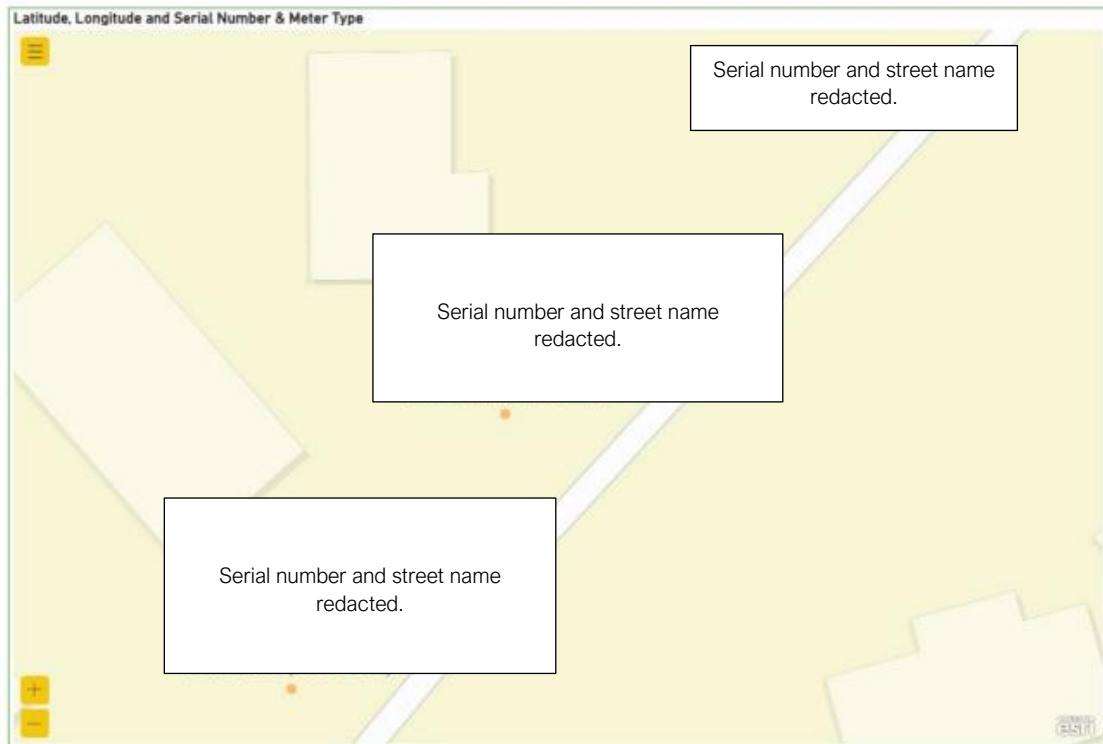 Latitude, Longitude and Serial Number & Meter Type
Serial number and street name
redacted.
Serial number and street name
redacted.
Serial number and street name
redacted.
esri